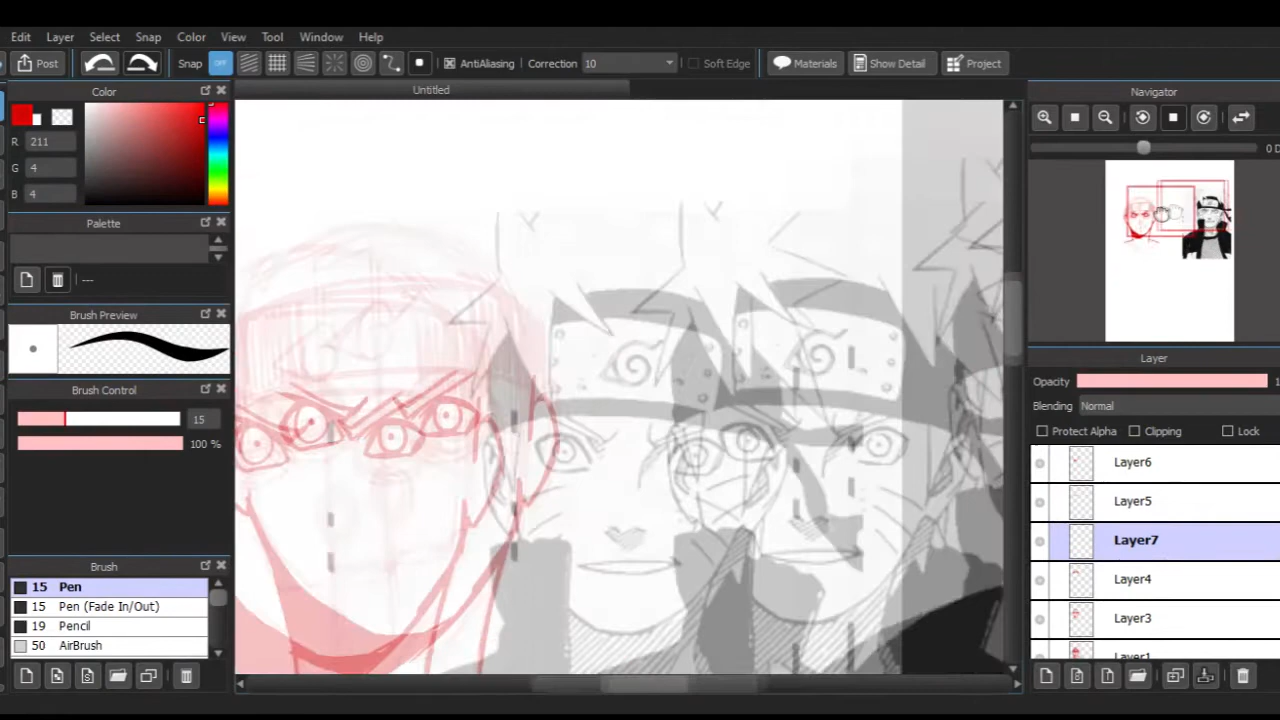 Edit Layer Select Snap Color View Tool Window Help
Post Snap OFF AntiAliasing Correction 10 Soft Edge Materials Show Detail Project
Color
Untitled
Navigator
R 211
G 4
B 4
0
Palette
---
Brush Preview
Brush Control
15
100 %
Brush
15 Pen
15 Pen (Fade In/Out)
19 Pencil
50 AirBrush
Layer
Opacity
Blending Normal
Protect Alpha Clipping Lock
Layer6
Layer5
Layer7
Layer4
Layer3
Layer1